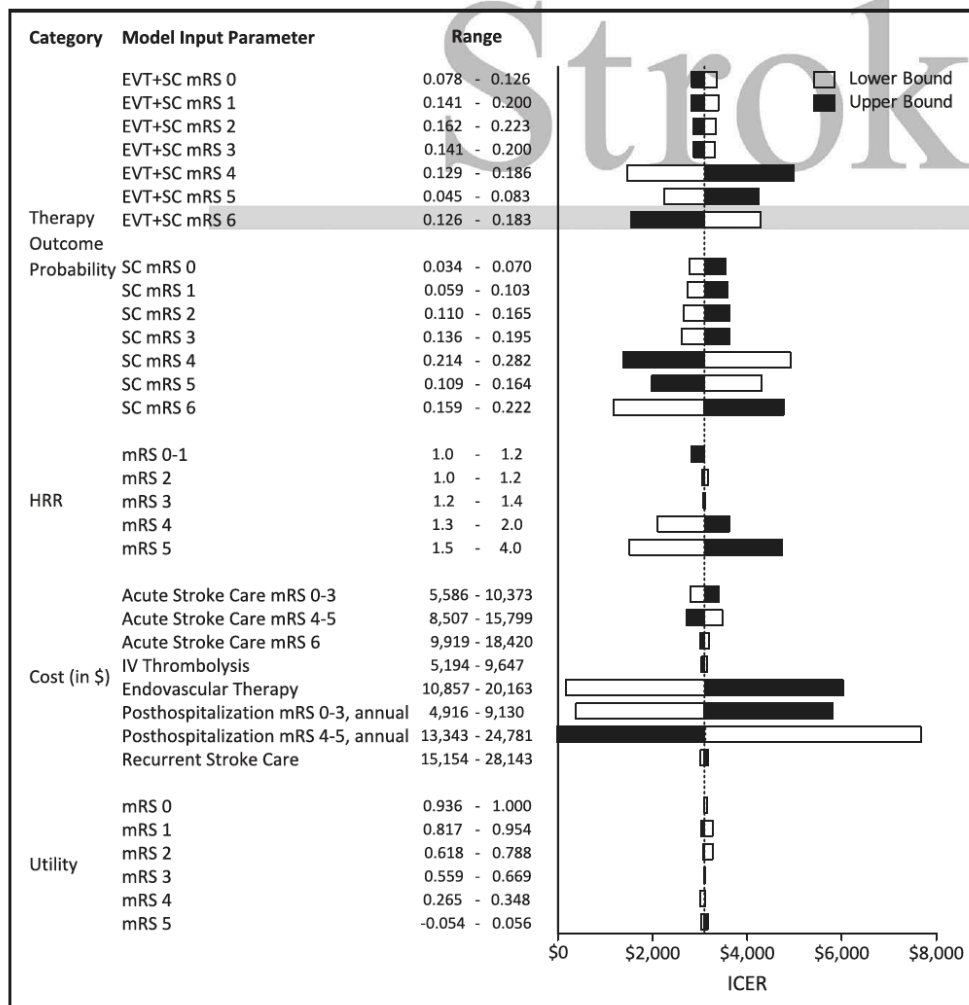 Strok
Category Model Input Parameter Range
Lower Bound
Upper Bound
EVT+SC mRS 0 0.078 - 0.126
EVT+SC mRS 1 0.141 - 0.200
EVT+SC mRS 2 0.162 - 0.223
EVT+SC mRS 3 0.141 - 0.200
EVT+SC mRS 4 0.129 - 0.186
EVT+SC mRS 5 0.045 - 0.083
Therapy EVT+SC mRS 6 0.126 - 0.183
Outcome
Probability SC mRS 0 0.034 - 0.070
SC mRS 1 0.059 - 0.103
SC mRS 2 0.110 - 0.165
SC mRS 3 0.136 - 0.195
SC mRS 4 0.214 - 0.282
SC mRS 5 0.109 - 0.164
SC mRS 6 0.159 - 0.222
mRS 0-1 1.0 - 1.2
mRS 2 1.0 - 1.2
HRR mRS 3 1.2 - 1.4
mRS 4 1.3 - 2.0
mRS 5 1.5 - 4.0
Acute Stroke Care mRS 0-3 5,586 - 10,373
Acute Stroke Care mRS 4-5 8,507 - 15,799
Acute Stroke Care mRS 6 9,919 - 18,420
IV Thrombolysis 5,194 - 9,647
Cost (in $) Endovascular Therapy 10,857 - 20,163
Posthospitalization mRS 0-3, annual 4,916 - 9,130
Posthospitalization mRS 4-5, annual 13,343 - 24,781
Recurrent Stroke Care 15,154 - 28,143
mRS 0 0.936 - 1.000
mRS 1 0.817 - 0.954
mRS 2 0.618 - 0.788
Utility mRS 3 0.559 - 0.669
mRS 4 0.265 - 0.348
mRS 5 -0.054 - 0.056
$0 $2,000 $4,000 $6,000 $8,000
ICER